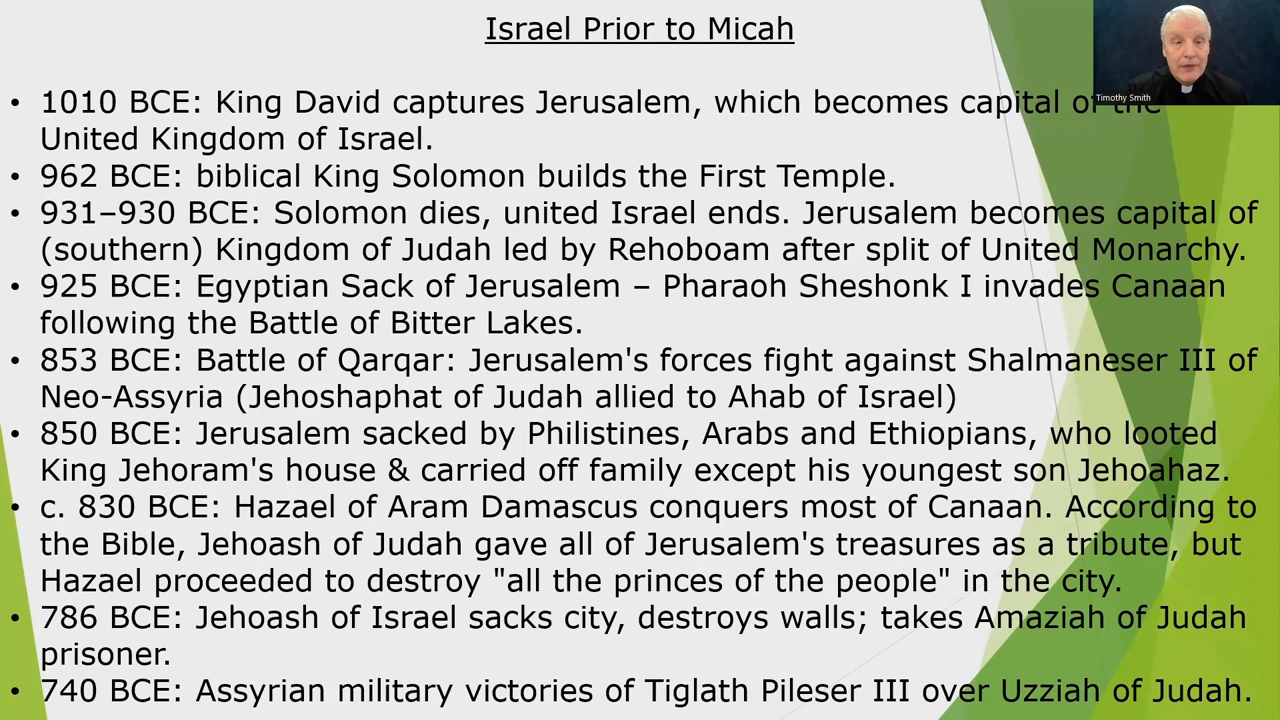 Israel Prior to Micah
Timothy Smith
• 1010 BCE: King David captures Jerusalem, which becomes capital of the
United Kingdom of Israel.
• 962 BCE: biblical King Solomon builds the First Temple.
• 931–930 BCE: Solomon dies, united Israel ends. Jerusalem becomes capital of
(southern) Kingdom of Judah led by Rehoboam after split of United Monarchy.
• 925 BCE: Egyptian Sack of Jerusalem – Pharaoh Sheshonk I invades Canaan
following the Battle of Bitter Lakes.
• 853 BCE: Battle of Qarqar: Jerusalem's forces fight against Shalmaneser III of
Neo-Assyria (Jehoshaphat of Judah allied to Ahab of Israel)
• 850 BCE: Jerusalem sacked by Philistines, Arabs and Ethiopians, who looted
King Jehoram's house & carried off family except his youngest son Jehoahaz.
• c. 830 BCE: Hazael of Aram Damascus conquers most of Canaan. According to
the Bible, Jehoash of Judah gave all of Jerusalem's treasures as a tribute, but
Hazael proceeded to destroy "all the princes of the people" in the city.
• 786 BCE: Jehoash of Israel sacks city, destroys walls; takes Amaziah of Judah
prisoner.
• 740 BCE: Assyrian military victories of Tiglath Pileser III over Uzziah of Judah.